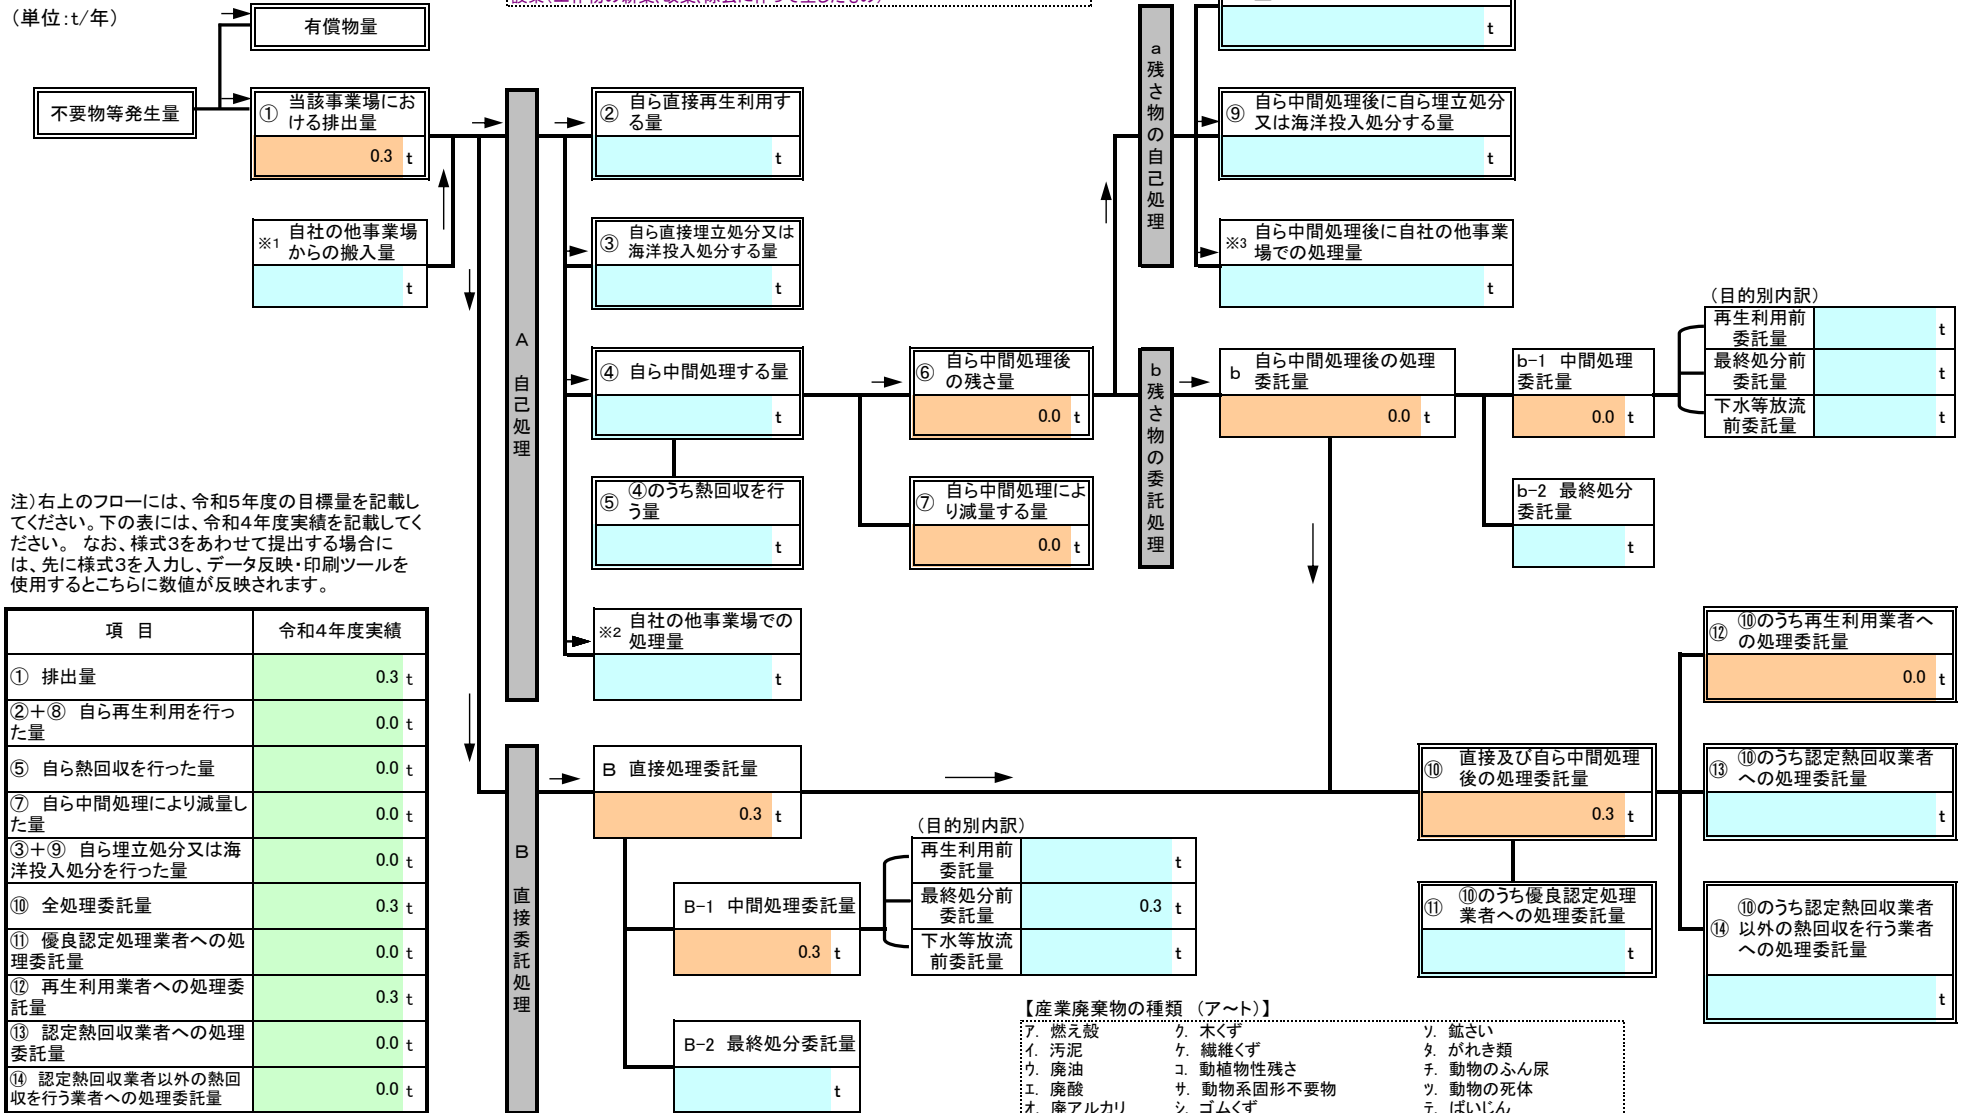 （単位:t/年）
有償物量
t
不要物等発生量
① 当該事業場にお
ける排出量
0.3 t
② 自ら直接再生利用す
る量
t
a
残
さ
物
の
自
己
処
理
⑨ 自ら中間処理後に自ら埋立処分
又は海洋投入処分する量
t
※1 自社の他事業場
からの搬入量
t
③ 自ら直接埋立処分又は
海洋投入処分する量
t
※3 自ら中間処理後に自社の他事業
場での処理量
t
A
自
己
処
理
④ 自ら中間処理する量
t
⑥ 自ら中間処理後
の残さ量
0.0 t
b
残
さ
物
の
委
託
処
理
b 自ら中間処理後の処理
委託量
0.0 t
b-1 中間処理
委託量
0.0 t
（目的別内訳）
再生利用前
委託量
t
最終処分前
委託量
t
下水等放流
前委託量
t
⑤ ④のうち熱回収を行
う量
t
⑦ 自ら中間処理によ
り減量する量
0.0 t
b-2 最終処分
委託量
t
注）右上のフローには、令和5年度の目標量を記載し
てください。下の表には、令和4年度実績を記載してく
ださい。 なお、様式3をあわせて提出する場合に
は、先に様式3を入力し、データ反映・印刷ツールを
使用するとこちらに数値が反映されます。
項 目 令和4年度実績
① 排出量 0.3 t
②＋⑧ 自ら再生利用を行っ
た量 0.0 t
⑤ 自ら熱回収を行った量 0.0 t
⑦ 自ら中間処理により減量し
た量 0.0 t
③＋⑨ 自ら埋立処分又は海
洋投入処分を行った量 0.0 t
⑩ 全処理委託量 0.3 t
⑪ 優良認定処理業者への処
理委託量 0.0 t
⑫ 再生利用業者への処理委
託量 0.3 t
⑬ 認定熱回収業者への処理
委託量 0.0 t
⑭ 認定熱回収業者以外の熱回
収を行う業者への処理委託量 0.0 t
※2 自社の他事業場での
処理量
t
B
直
接
委
託
処
理
B 直接処理委託量
0.3 t
B-1 中間処理委託量
0.3 t
（目的別内訳）
再生利用前
委託量
t
最終処分前
委託量
0.3 t
下水等放流
前委託量
t
B-2 最終処分委託量
t
⑩ 直接及び自ら中間処理
後の処理委託量
0.3 t
⑪ ⑩のうち優良認定処理
業者への処理委託量
t
⑫ ⑩のうち再生利用業者へ
の処理委託量
0.0 t
⑬ ⑩のうち認定熱回収業者
への処理委託量
t
⑭ ⑩のうち認定熱回収業者
以外の熱回収を行う業者
への処理委託量
t
【産業廃棄物の種類 （ア～ト）】
ア. 燃え殻 ク. 木くず ソ. 鉱さい
イ. 汚泥 ケ. 繊維くず タ. がれき類
ウ. 廃油 コ. 動植物性残さ チ. 動物のふん尿
エ. 廃酸 サ. 動物系固形不要物 ツ. 動物の死体
オ. 廃アルカリ シ. ゴムくず テ. ばいじん